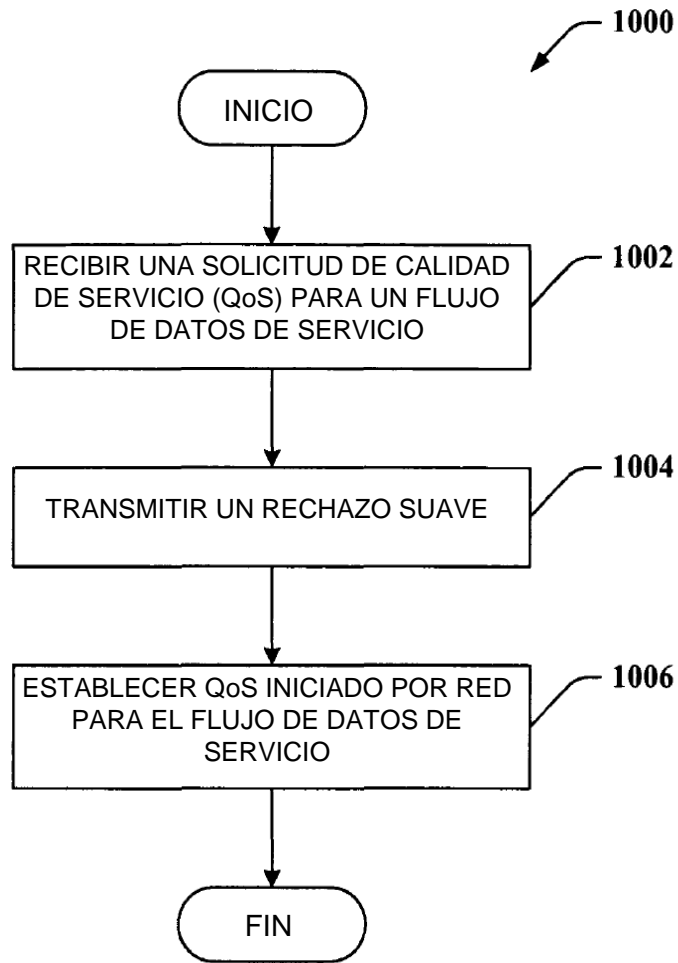 1000
INICIO
RECIBIR UNA SOLICITUD DE CALIDAD
DE SERVICIO (QoS) PARA UN FLUJO
DE DATOS DE SERVICIO
1002
TRANSMITIR UN RECHAZO SUAVE
1004
ESTABLECER QoS INICIADO POR RED
PARA EL FLUJO DE DATOS DE
SERVICIO
1006
FIN